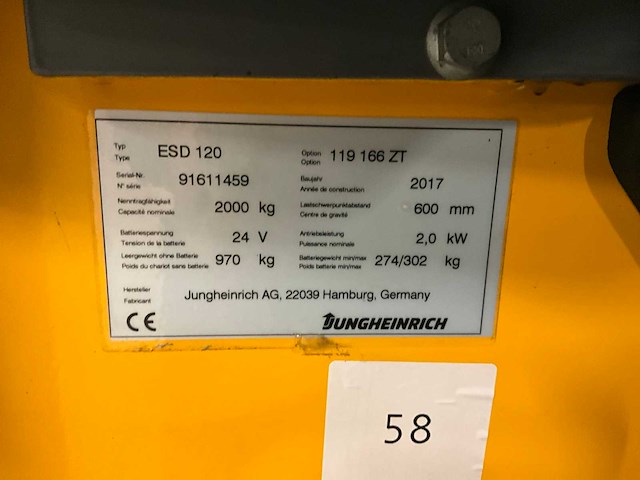 Typ ESD 120 Option 119 166 ZT
Type Option
Serial-Nr. 91611459 Baujahr 2017
N° série Année de construction
Nenntragfähigkeit 2000 kg Lastschwerpunktabstand 600 mm
Capacité nominale Centre de gravité
Batteriespannung 24 V Antriebsleistung 2,0 kW
Tension de la batterie Puissance nominale
Leergewicht ohne Batterie 970 kg Batteriegewicht min/max 274/302 kg
Poids du chariot sans batterie Poids batterie min/max
Hersteller Jungheinrich AG, 22039 Hamburg, Germany
Fabricant
CE JUNGHEINRICH
58